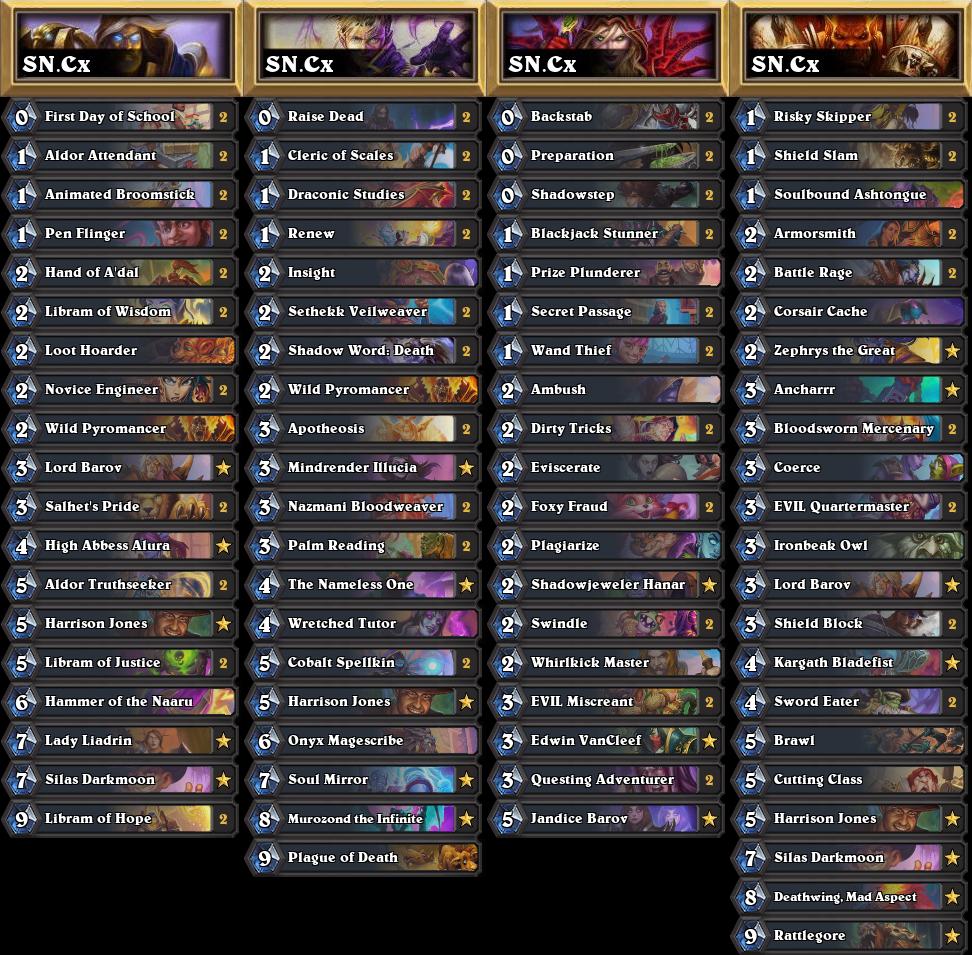 SN.Cx
0 First Day of School 2
1 Aldor Attendant 2
1 Animated Broomstick 2
1 Pen Flinger 2
2 Hand of A'dal 2
2 Libram of Wisdom 2
2 Loot Hoarder
2 Novice Engineer 2
2 Wild Pyromancer
3 Lord Barov
3 Salhet's Pride 2
4 High Abbess Alura
5 Aldor Truthseeker 2
5 Harrison Jones
5 Libram of Justice 2
6 Hammer of the Naaru
7 Lady Liadrin
7 Silas Darkmoon
9 Libram of Hope 2
SN.Cx
0 Raise Dead 2
1 Cleric of Scales 2
1 Draconic Studies 2
1 Renew 2
2 Insight 2
2 Sethekk Veilweaver 2
2 Shadow Word: Death 2
2 Wild Pyromancer
3 Apotheosis 2
3 Mindrender Illucia
3 Nazmani Bloodweaver 2
3 Palm Reading 2
4 The Nameless One
4 Wretched Tutor
5 Cobalt Spellkin 2
5 Harrison Jones
6 Onyx Magescribe
7 Soul Mirror
8 Murozond the Infinite
9 Plague of Death
SN.Cx
0 Backstab 2
0 Preparation 2
0 Shadowstep 2
1 Blackjack Stunner 2
1 Prize Plunderer
1 Secret Passage 2
1 Wand Thief 2
2 Ambush
2 Dirty Tricks 2
2 Eviscerate
2 Foxy Fraud 2
2 Plagiarize
2 Shadowjeweler Hanar
2 Swindle 2
2 Whirlkick Master
3 EVIL Miscreant 2
3 Edwin VanCleef
3 Questing Adventurer 2
5 Jandice Barov
SN.Cx
1 Risky Skipper 2
1 Shield Slam 2
1 Soulbound Ashtongue
2 Armorsmith 2
2 Battle Rage 2
2 Corsair Cache
2 Zephrys the Great
3 Ancharrr
3 Bloodsworn Mercenary 2
3 Coerce
3 EVIL Quartermaster 2
3 Ironbeak Owl
3 Lord Barov
3 Shield Block 2
4 Kargath Bladefist
4 Sword Eater 2
5 Brawl
5 Cutting Class
5 Harrison Jones
7 Silas Darkmoon
8 Deathwing, Mad Aspect
9 Rattlegore